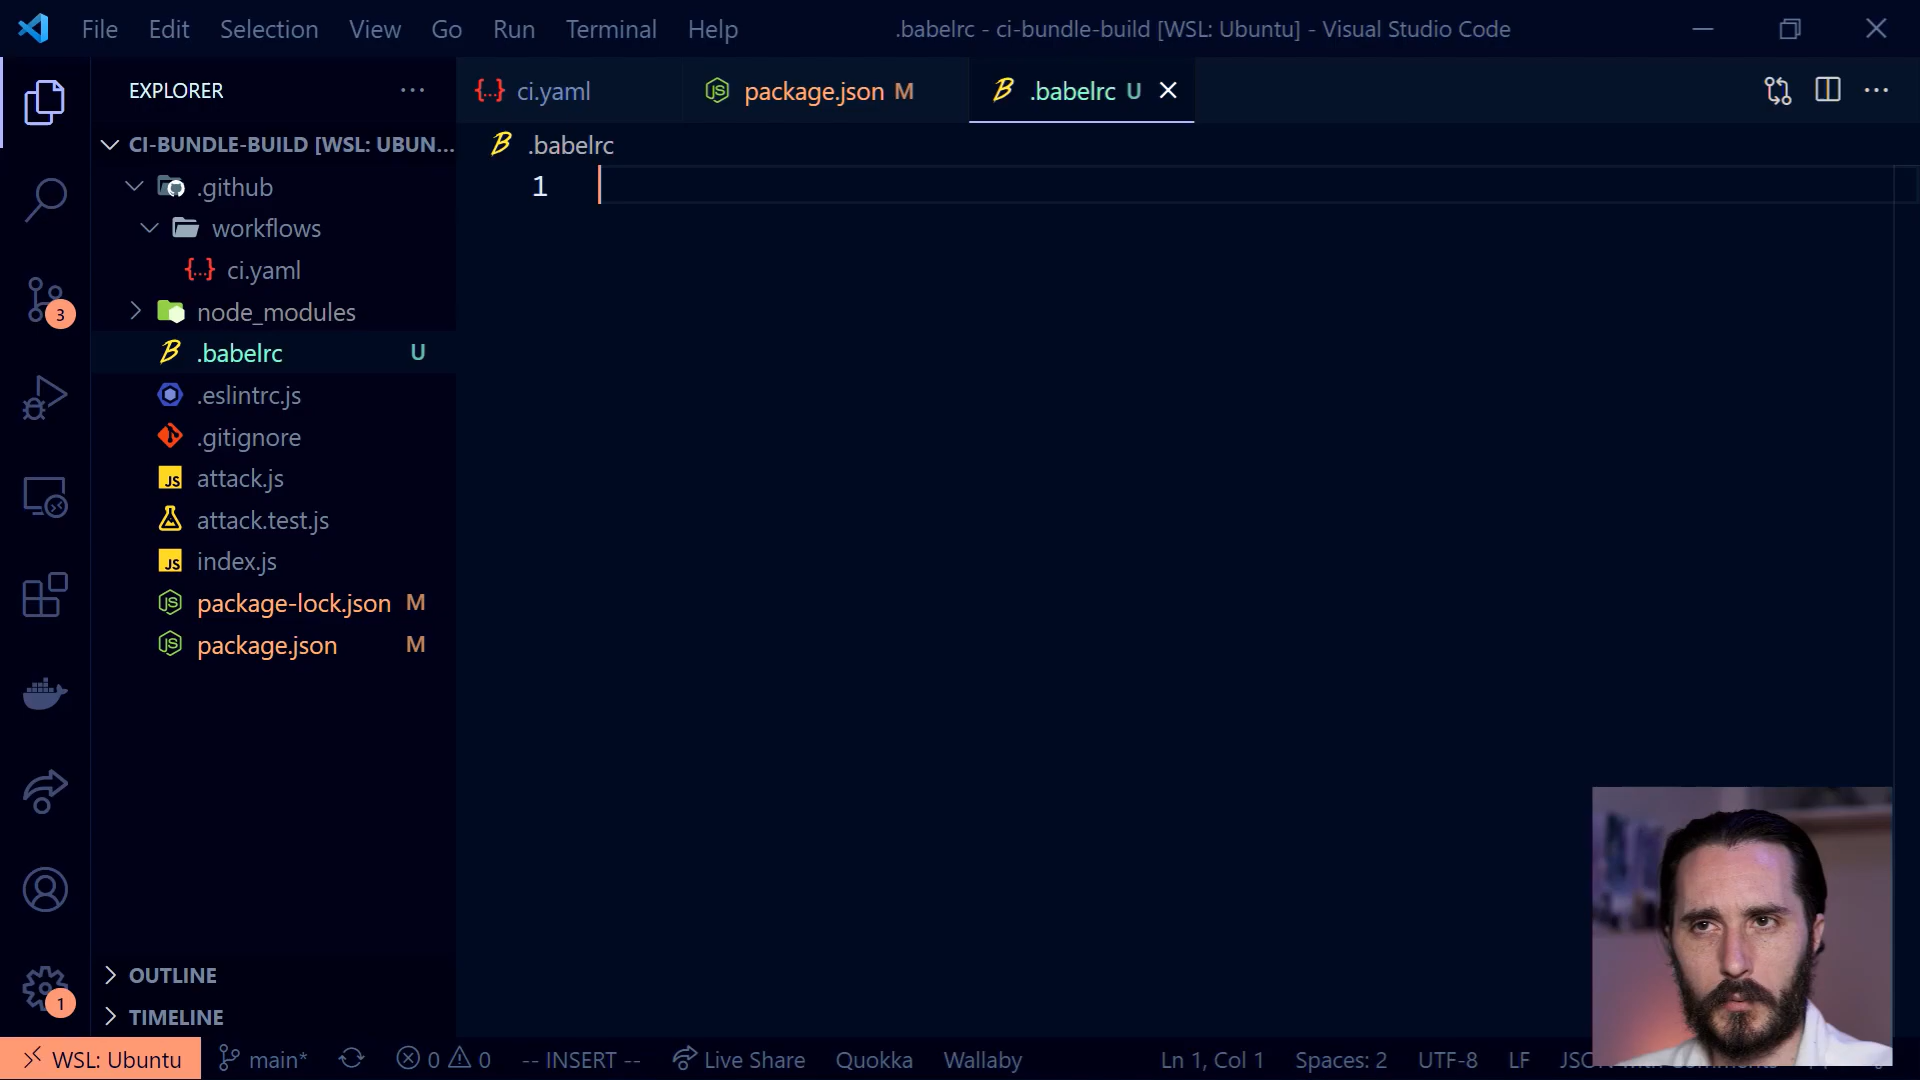 File Edit Selection View Go Run Terminal Help
.babelrc - ci-bundle-build [WSL: Ubuntu] - Visual Studio Code
EXPLORER
{..} ci.yaml
package.json M
.babelrc U
CI-BUNDLE-BUILD [WSL: UBUN...
.babelrc
1
.github
workflows
{..} ci.yaml
node_modules
.babelrc U
.eslintrc.js
.gitignore
JS attack.js
attack.test.js
JS index.js
package-lock.json M
package.json M
3
1
OUTLINE
TIMELINE
WSL: Ubuntu main* 0 0 -- INSERT -- Live Share Quokka Wallaby Ln 1, Col 1 Spaces: 2 UTF-8 LF